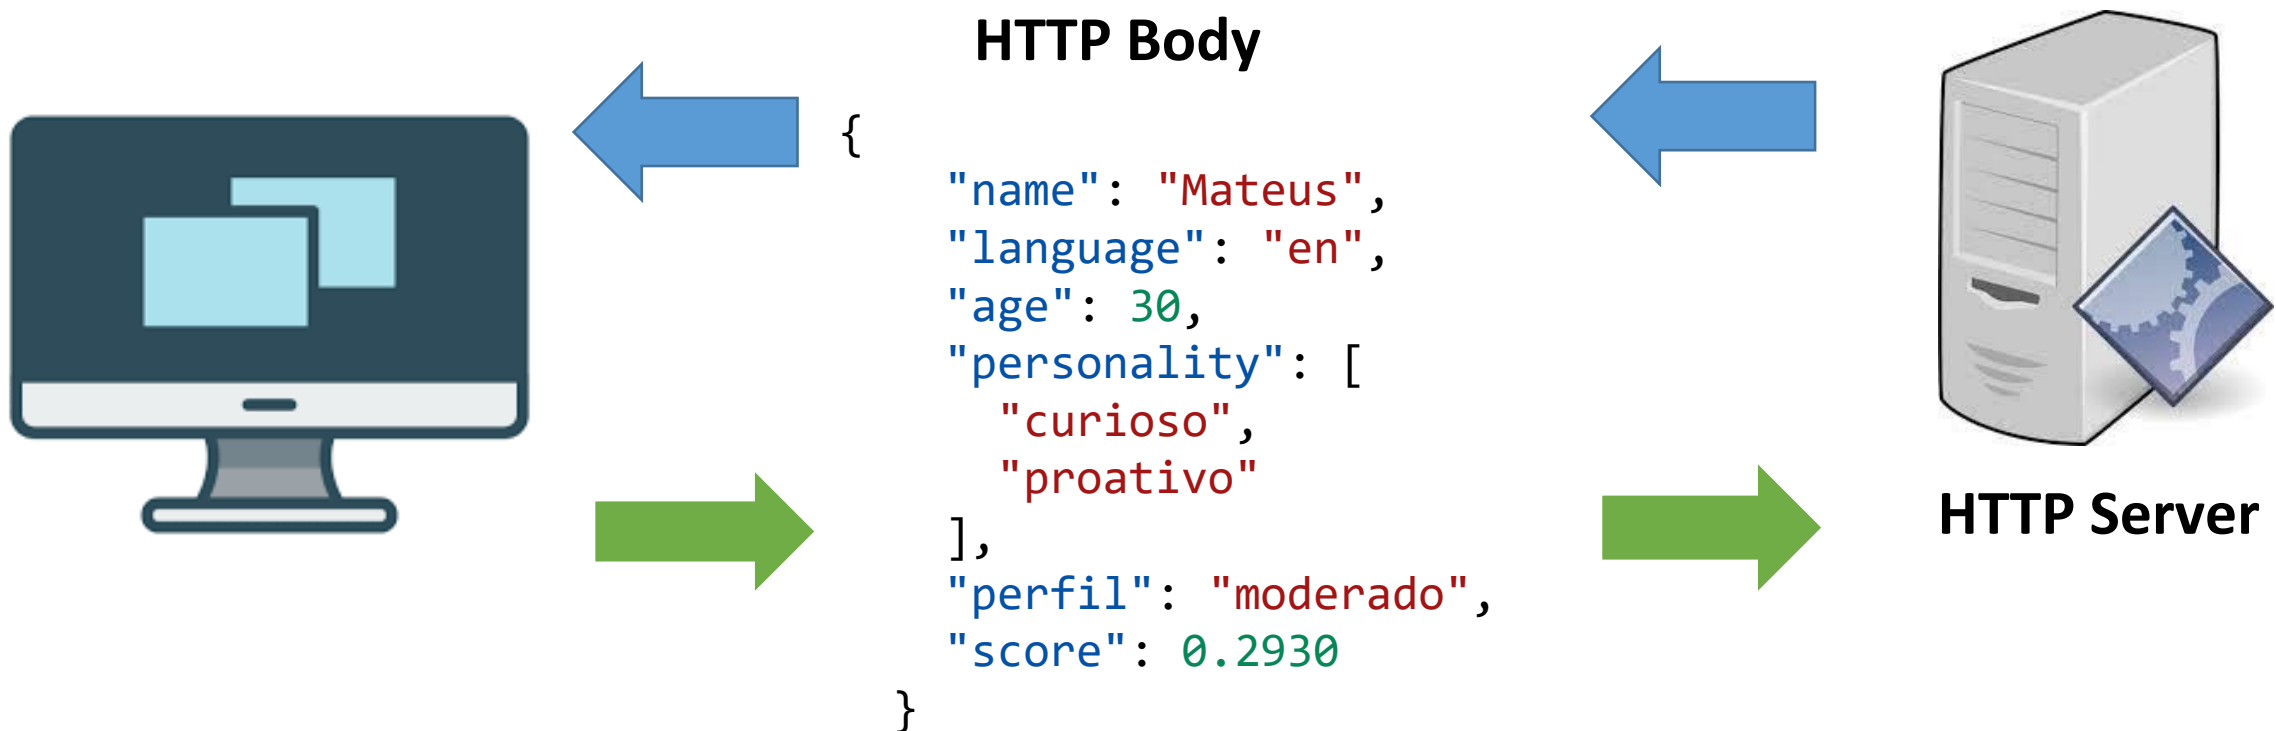 HTTP Body
{
"name": "Mateus",
"language": "en",
"age": 30,
"personality": [
"curioso",
"proativo"
],
"perfil": "moderado",
"score": 0.2930
}
HTTP Server